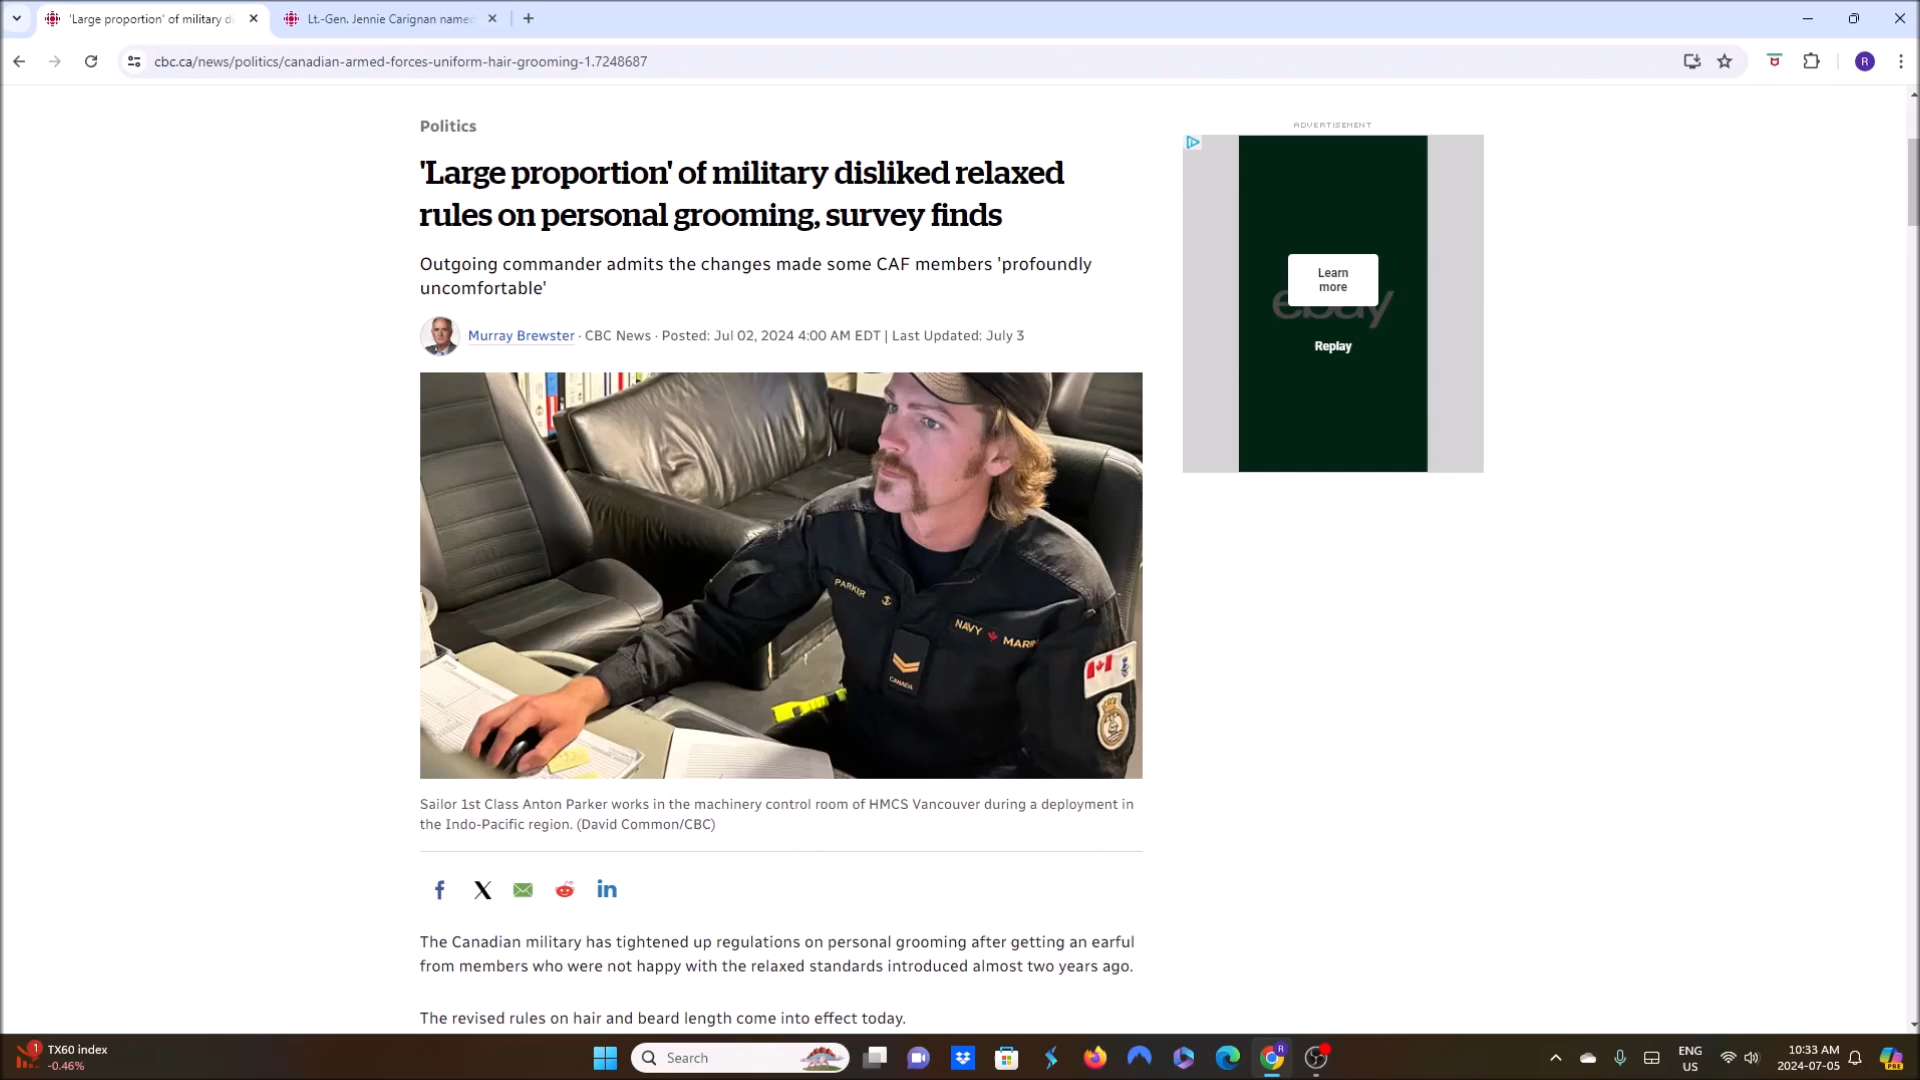 'Large proportion' of military di
Lt.-Gen. Jennie Carignan named
cbc.ca/news/politics/canadian-armed-forces-uniform-hair-grooming-1.7248687
R
Politics
'Large proportion' of military disliked relaxed
rules on personal grooming, survey finds
Outgoing commander admits the changes made some CAF members 'profoundly
uncomfortable'
Murray Brewster · CBC News · Posted: Jul 02, 2024 4:00 AM EDT | Last Updated: July 3
ADVERTISEMENT
Learn
more
ebay
Replay
PARKER
NAVY
MARIN
CANADA
Sailor 1st Class Anton Parker works in the machinery control room of HMCS Vancouver during a deployment in
the Indo-Pacific region. (David Common/CBC)
The Canadian military has tightened up regulations on personal grooming after getting an earful
from members who were not happy with the relaxed standards introduced almost two years ago.
The revised rules on hair and beard length come into effect today.
1
TX60 index
-0.46%
Search
R
ENG
US
10:33 AM
2024-07-05
PRE